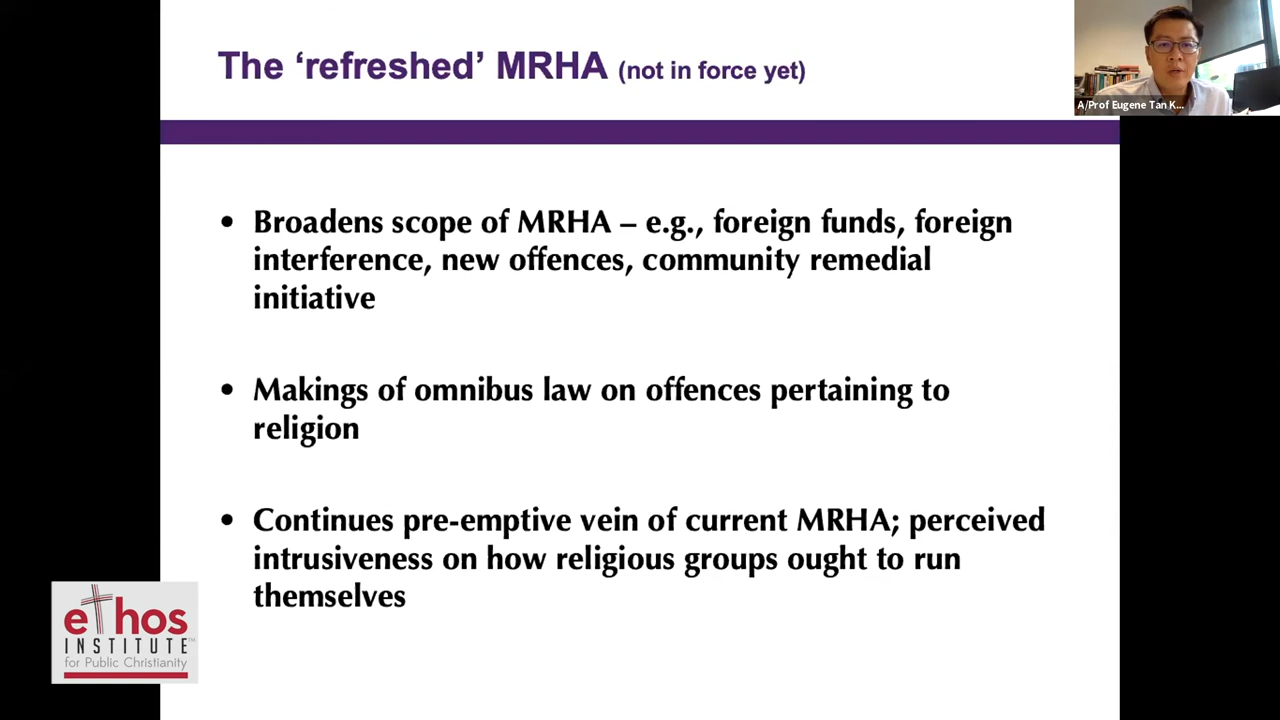 The ‘refreshed’ MRHA (not in force yet)
A/Prof Eugene Tan K...
• Broadens scope of MRHA – e.g., foreign funds, foreign
interference, new offences, community remedial
initiative
• Makings of omnibus law on offences pertaining to
religion
• Continues pre-emptive vein of current MRHA; perceived
intrusiveness on how religious groups ought to run
themselves
ethos
INSTITUTE™
for Public Christianity